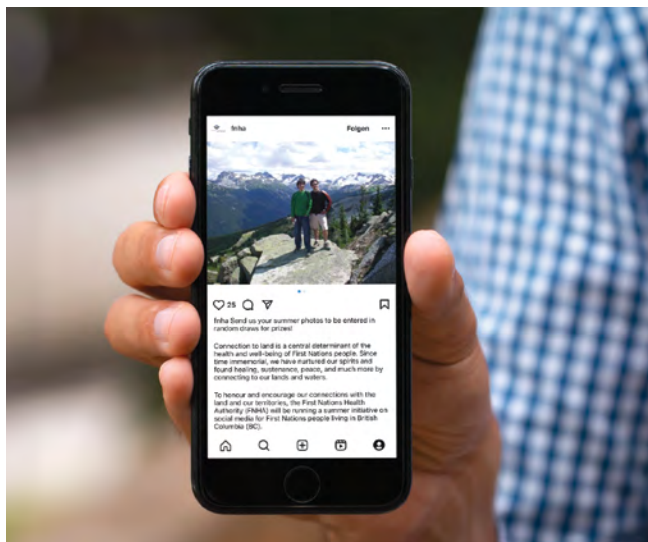 fnha Folgen ...
25
fnha Send us your summer photos to be entered in
random draws for prizes!
Connection to land is a central determinant of the
health and well-being of First Nations people. Since
time immemorial, we have nurtured our spirits and
found healing, sustenance, peace, and much more by
connecting to our lands and waters.
To honour and encourage our connections with the
land and our territories, the First Nations Health
Authority (FNHA) will be running a summer initiative on
social media for First Nations people living in British
Columbia (BC).